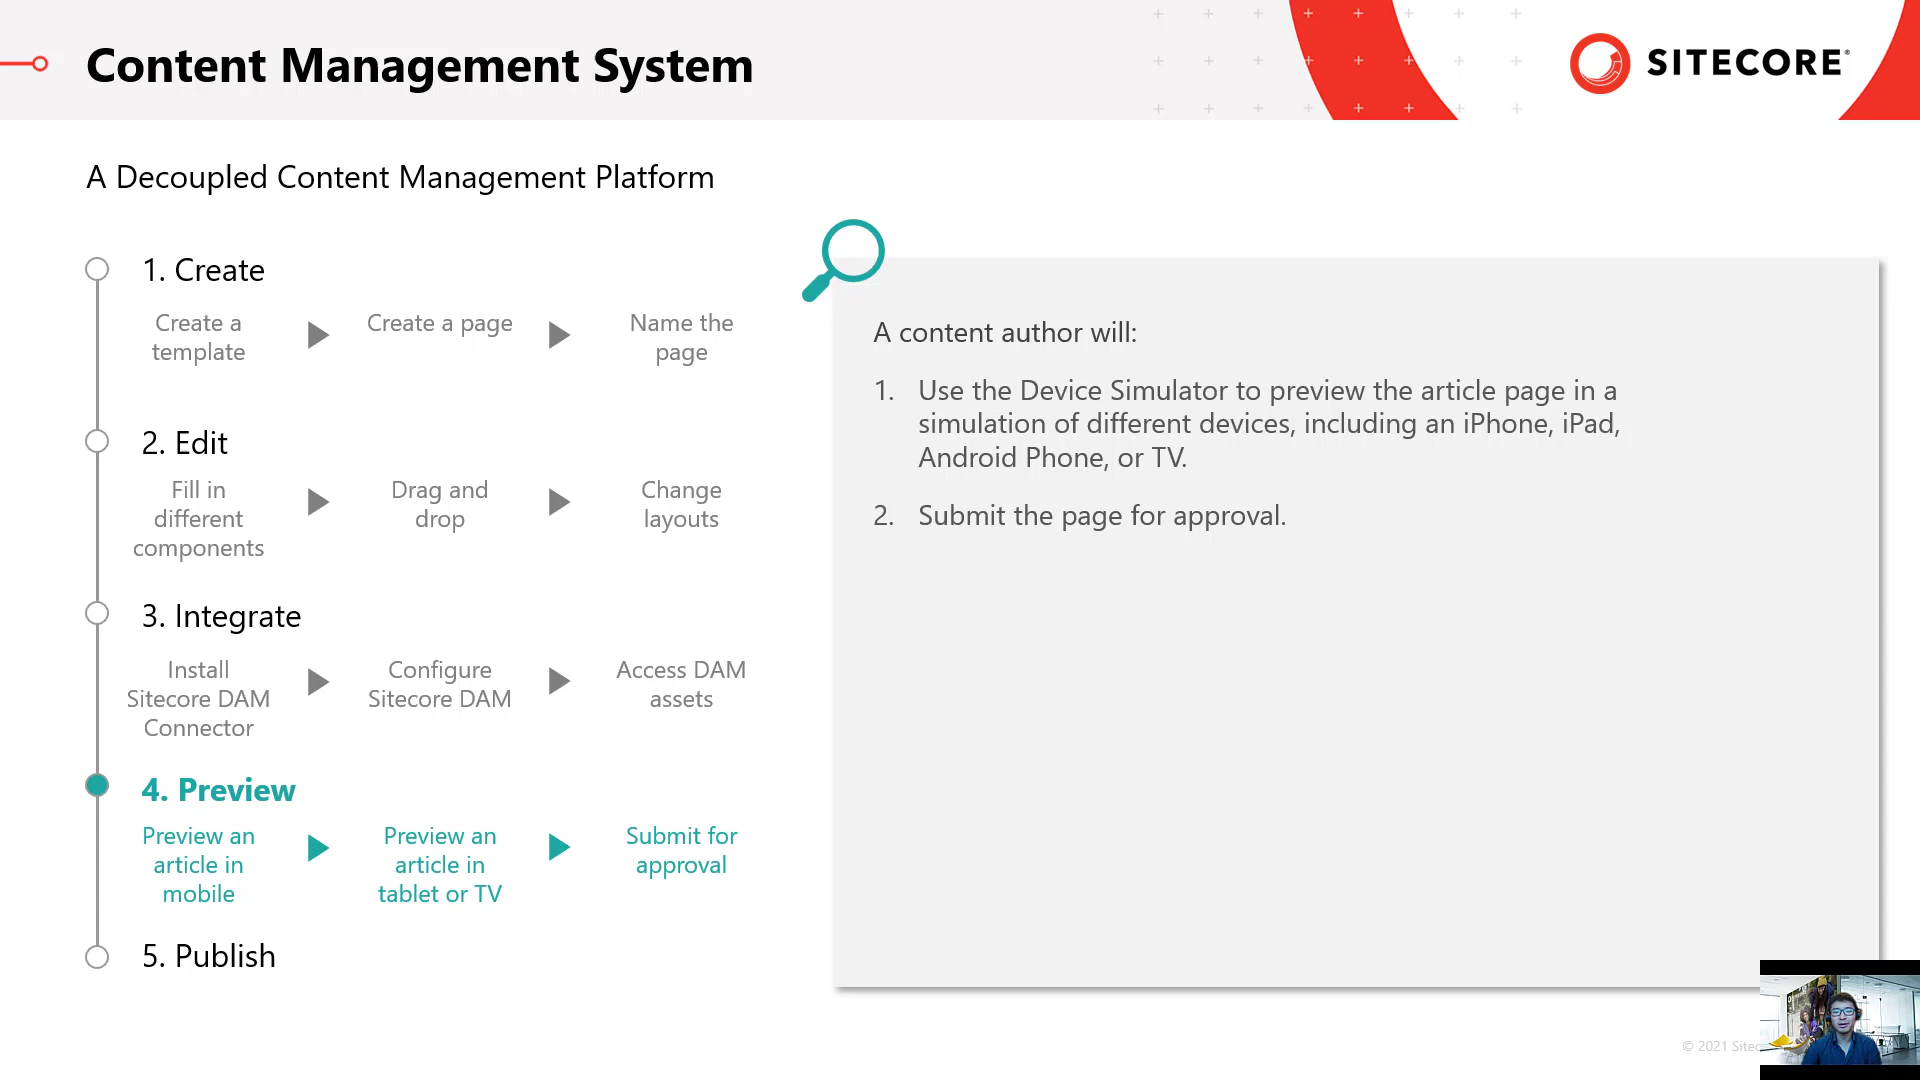 Content Management System
SITECORE
A Decoupled Content Management Platform
1. Create
Create a
template
Create a page
Name the
page
2. Edit
Fill in
different
components
Drag and
drop
Change
layouts
3. Integrate
Install
Sitecore DAM
Connector
Configure
Sitecore DAM
Access DAM
assets
4. Preview
Preview an
article in
mobile
Preview an
article in
tablet or TV
Submit for
approval
5. Publish
A content author will:
1. Use the Device Simulator to preview the article page in a
simulation of different devices, including an iPhone, iPad,
Android Phone, or TV.
2. Submit the page for approval.
© 2021